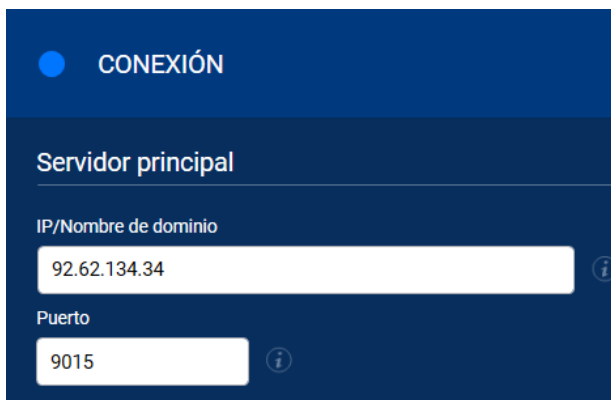 CONEXIÓN
Servidor principal
IP/Nombre de dominio
92.62.134.34
Puerto
9015